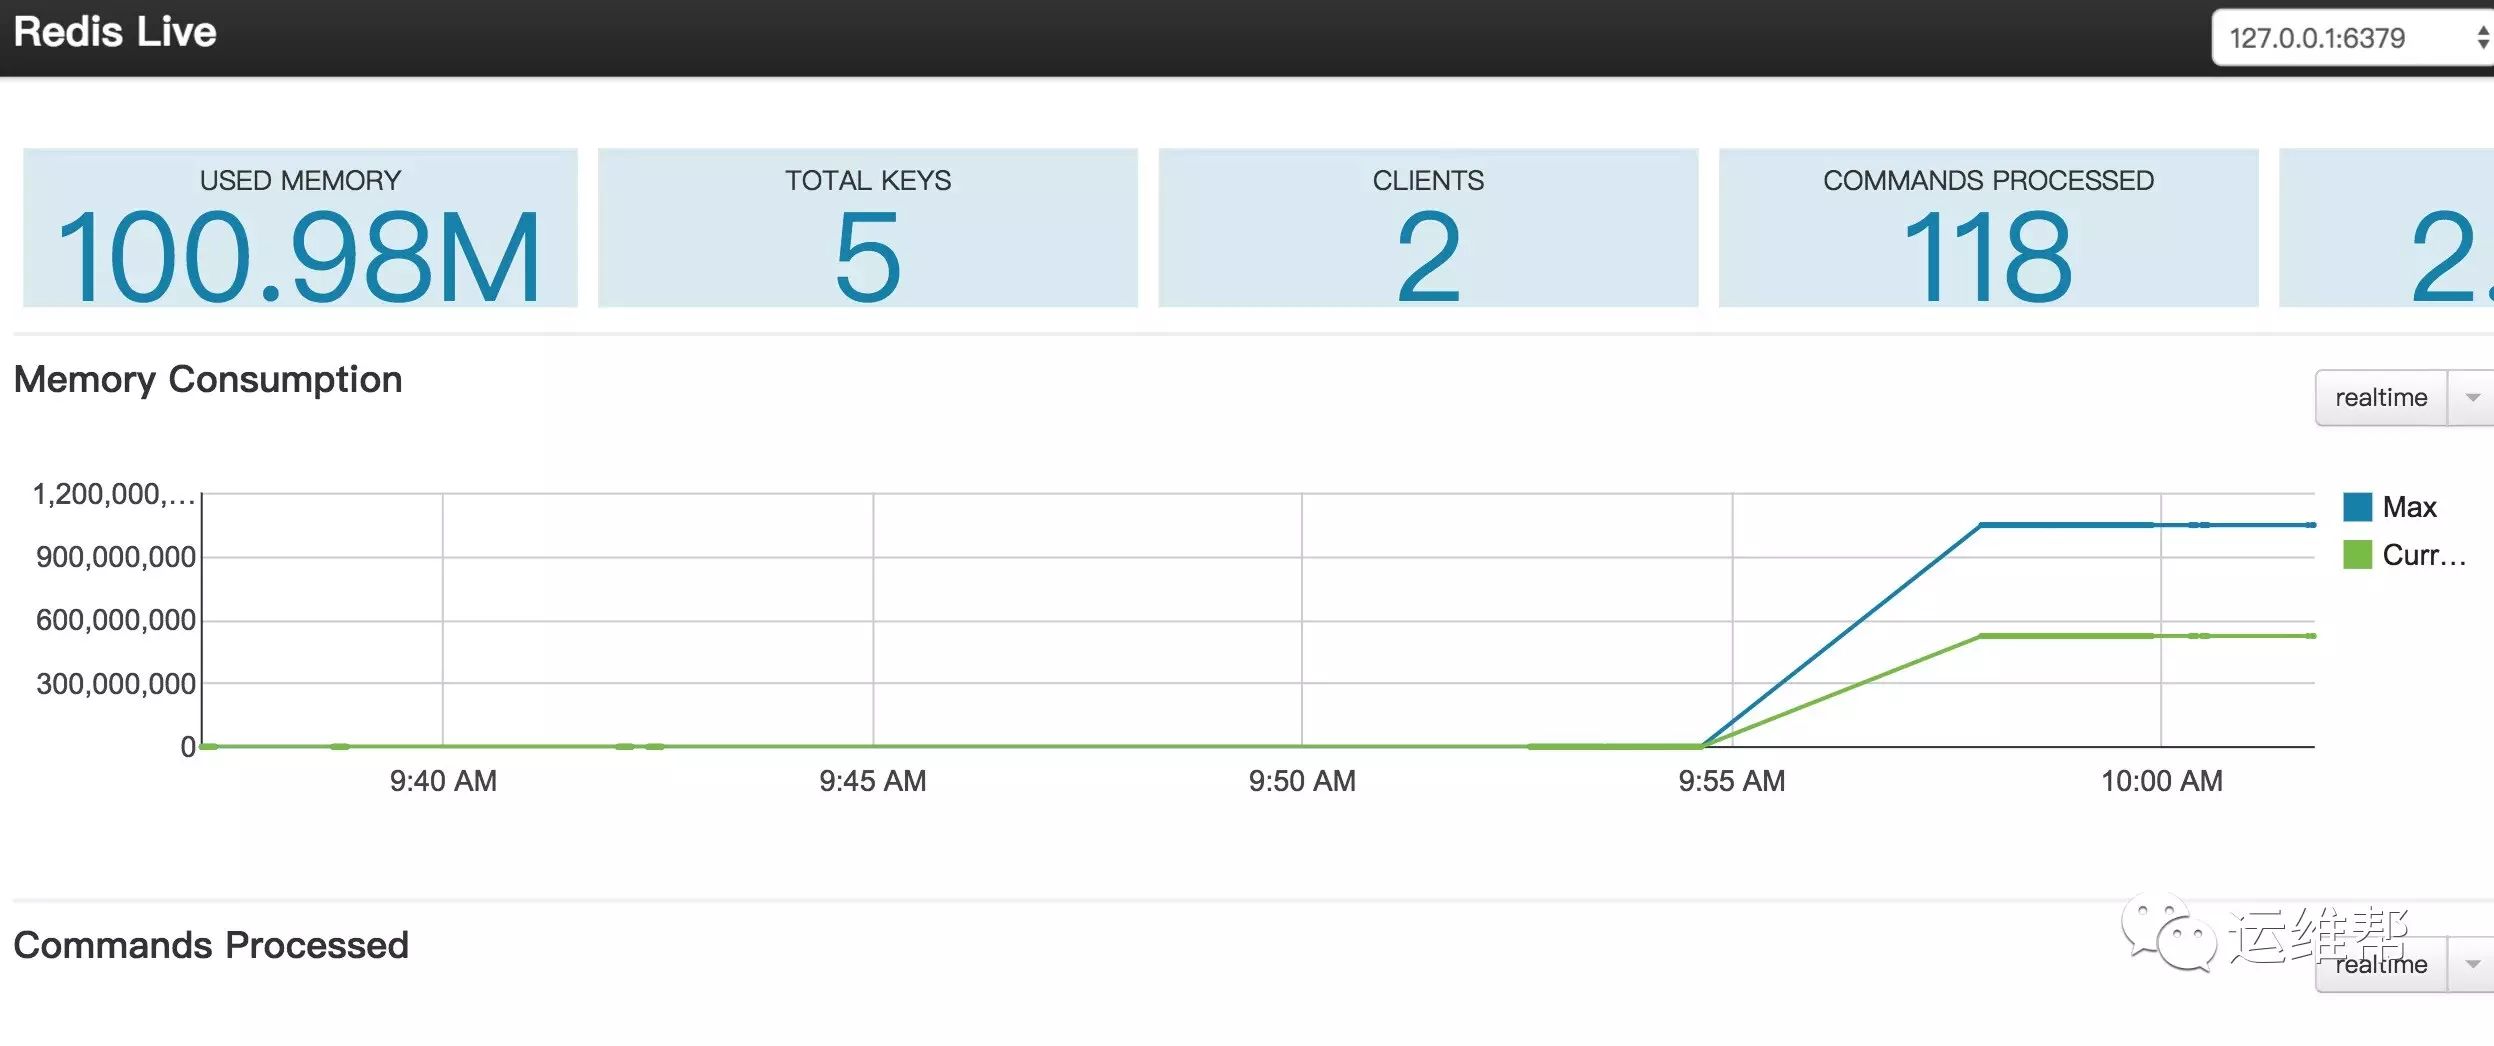 Redis Live
127.0.0.1:6379
USED MEMORY
100.98M
TOTAL KEYS
5
CLIENTS
2
COMMANDS PROCESSED
118
2.
Memory Consumption
realtime
1,200,000,...
900,000,000
600,000,000
300,000,000
0
9:40 AM
9:45 AM
9:50 AM
9:55 AM
10:00 AM
Max
Curr...
Commands Processed
运维帮
realtime